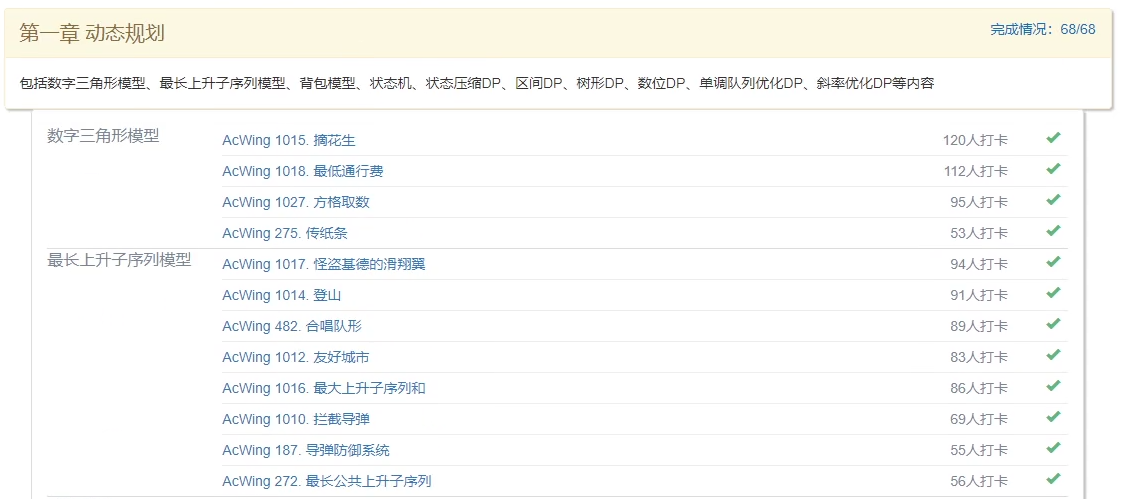 第一章 动态规划 完成情况：68/68
包括数字三角形模型、最长上升子序列模型、背包模型、状态机、状态压缩DP、区间DP、树形DP、数位DP、单调队列优化DP、斜率优化DP等内容
数字三角形模型 AcWing 1015. 摘花生 120人打卡
AcWing 1018. 最低通行费 112人打卡
AcWing 1027. 方格取数 95人打卡
AcWing 275. 传纸条 53人打卡
最长上升子序列模型 AcWing 1017. 怪盗基德的滑翔翼 94人打卡
AcWing 1014. 登山 91人打卡
AcWing 482. 合唱队形 89人打卡
AcWing 1012. 友好城市 83人打卡
AcWing 1016. 最大上升子序列和 86人打卡
AcWing 1010. 拦截导弹 69人打卡
AcWing 187. 导弹防御系统 55人打卡
AcWing 272. 最长公共上升子序列 56人打卡